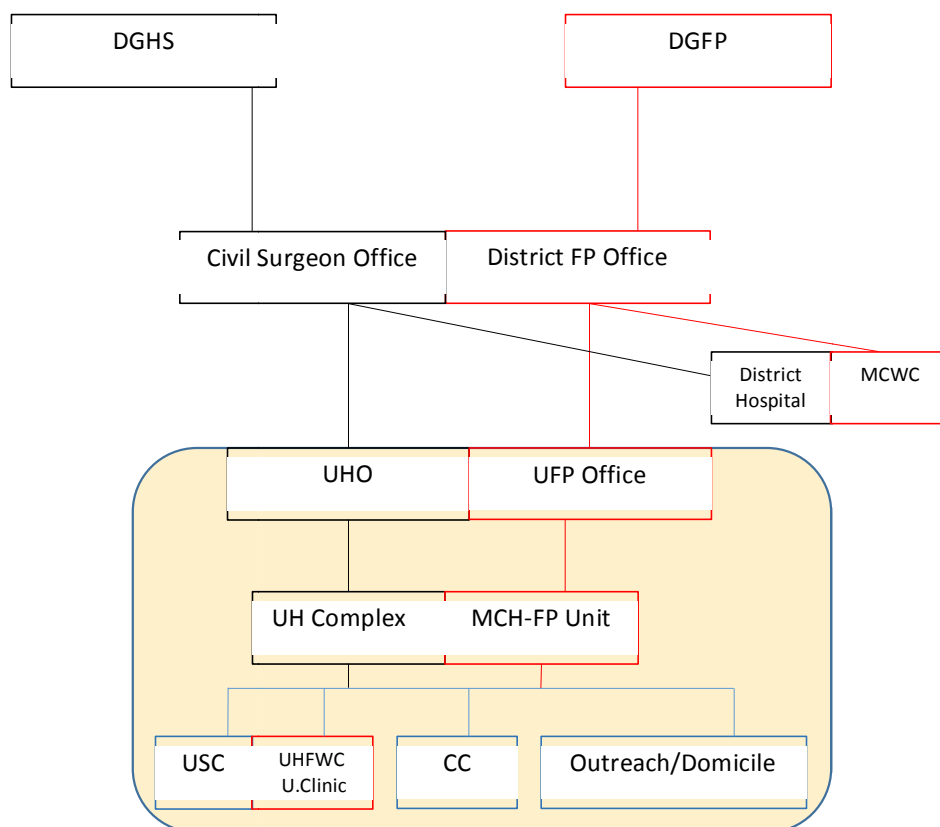 DGHS
DGFP
Civil Surgeon Office
District FP Office
District
Hospital
MCWC
UHO
UFP Office
UH Complex
MCH-FP Unit
USC
UHFWC
U.Clinic
CC
Outreach/Domicile